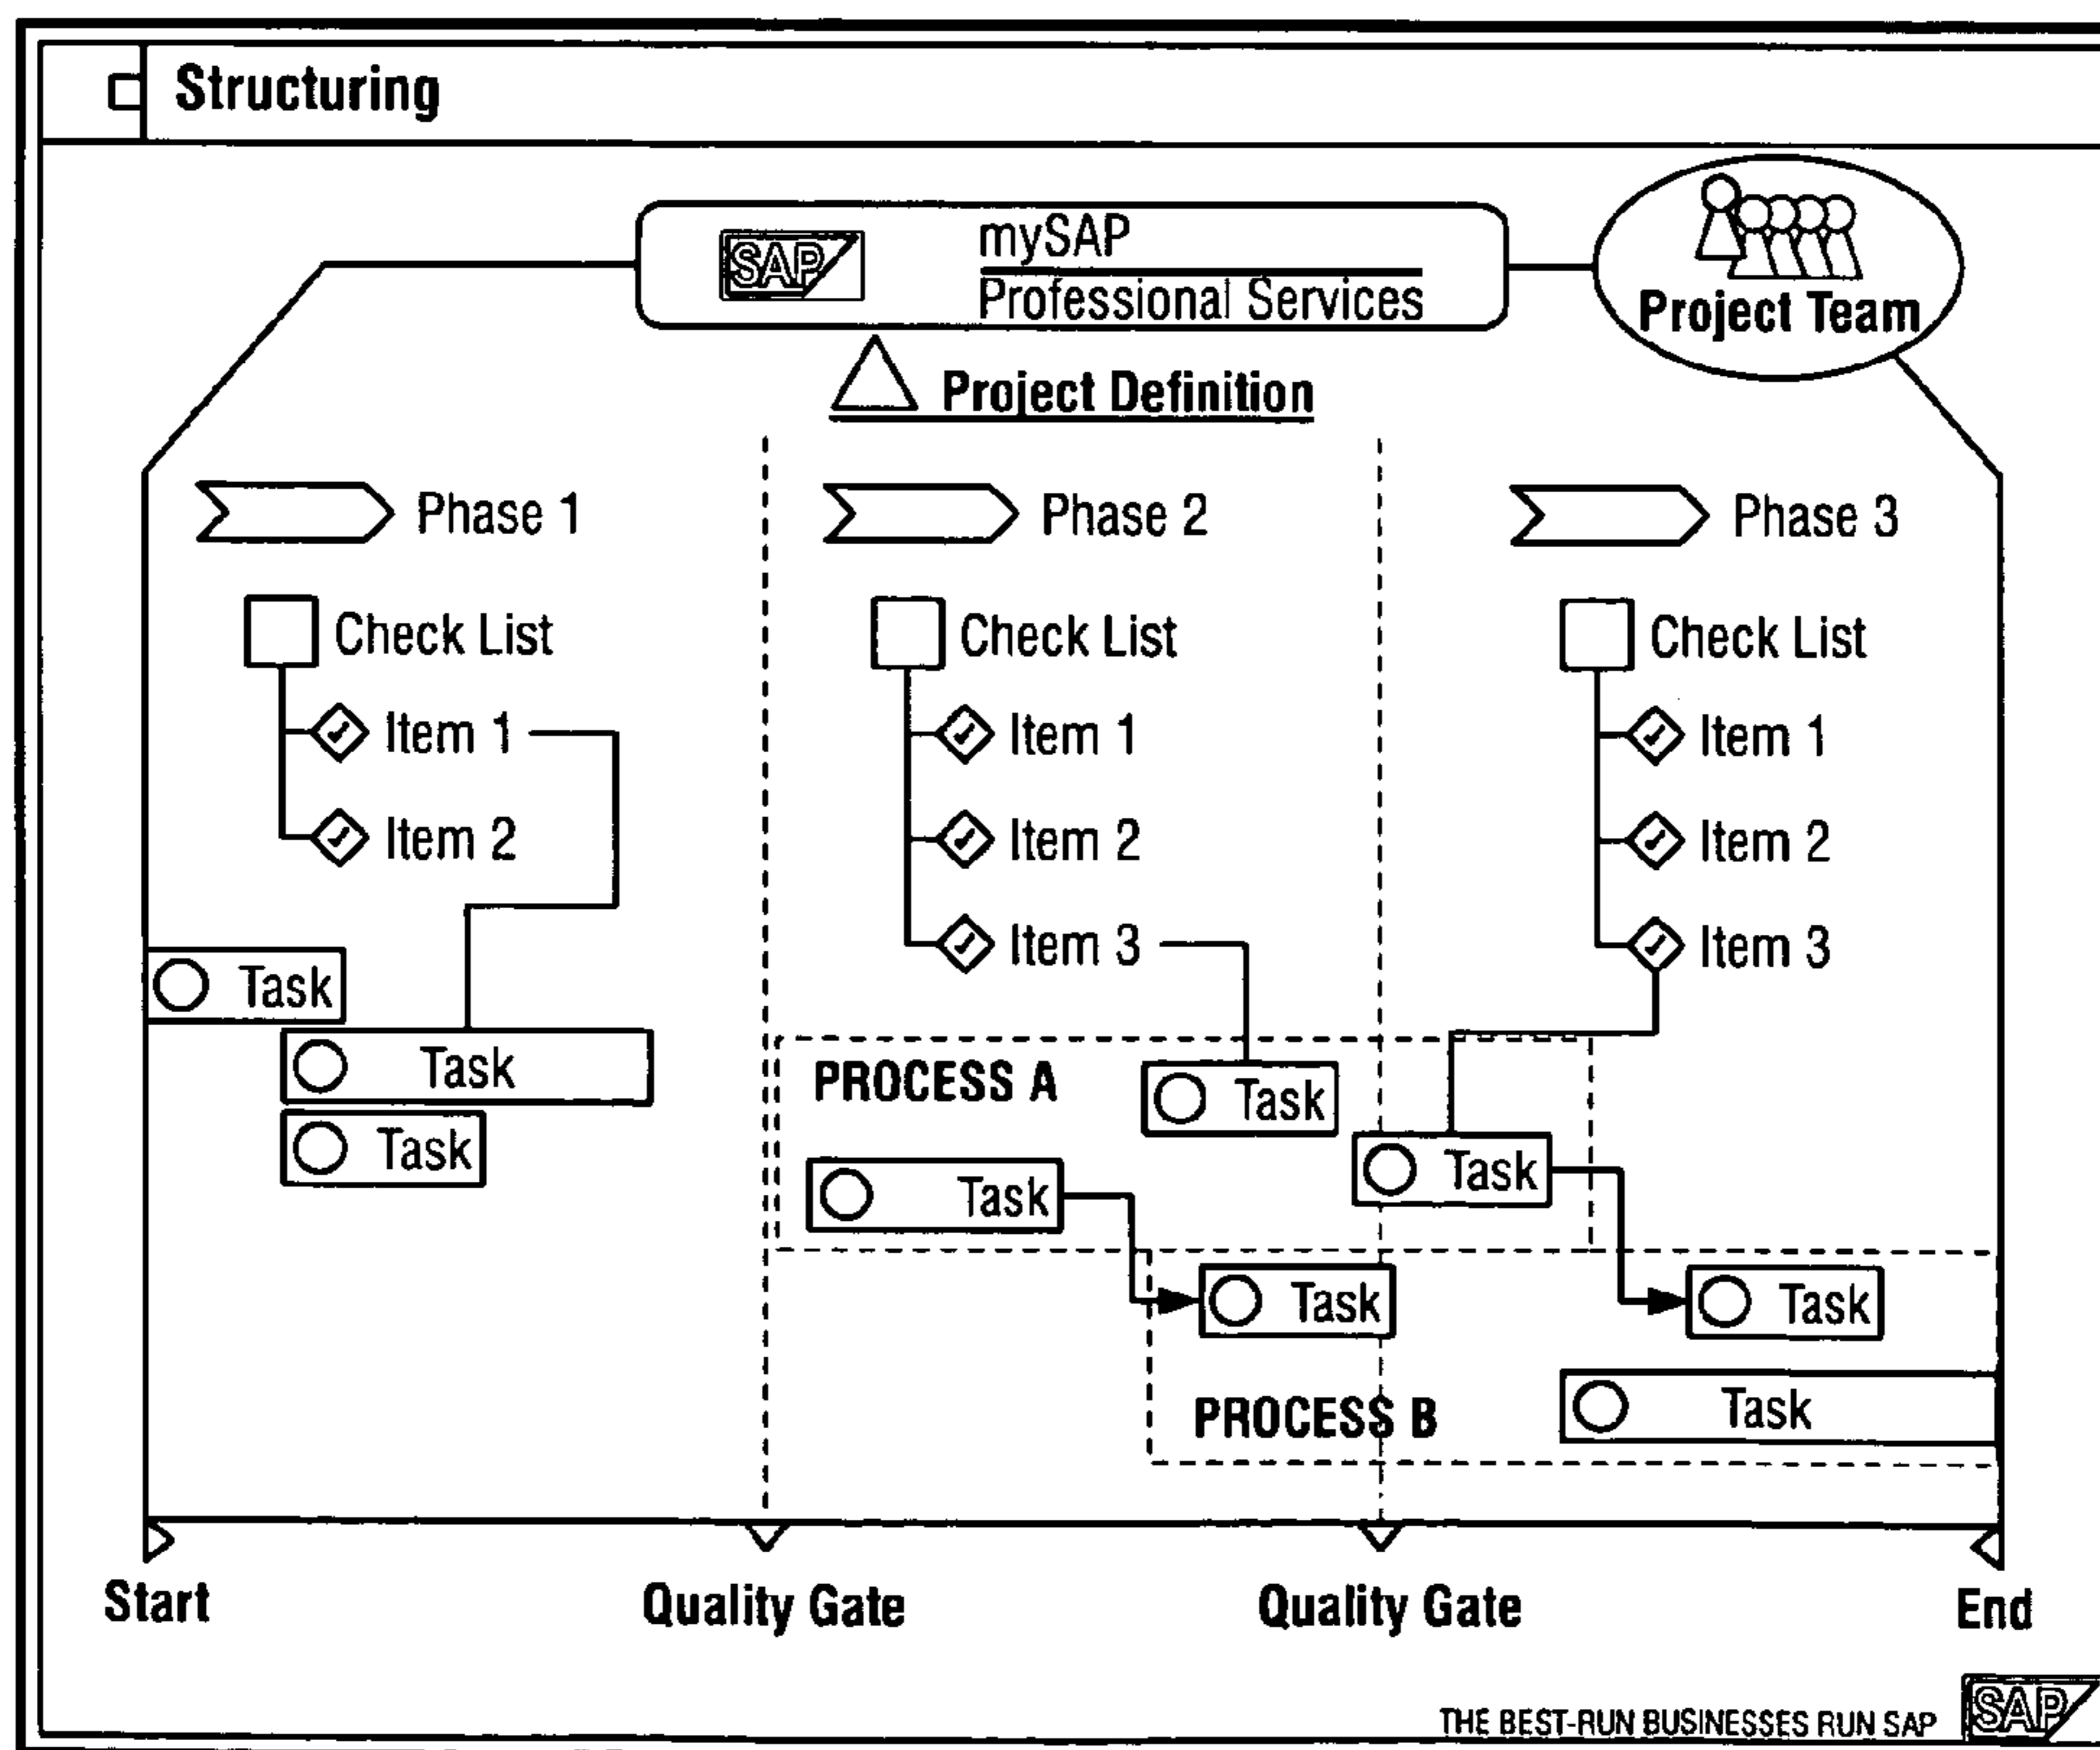 Structuring
SAP
mySAP
Professional Services
Project Team
Project Definition
Phase 1
Phase 2
Phase 3
Check List
Check List
Check List
Item 1
Item 1
Item 1
Item 2
Item 2
Item 2
Item 3
Item 3
Task
Task
PROCESS A
Task
Task
Task
Task
Task
Task
PROCESS B
Task
Start
Quality Gate
Quality Gate
End
THE BEST-RUN BUSINESSES RUN SAP
SAP